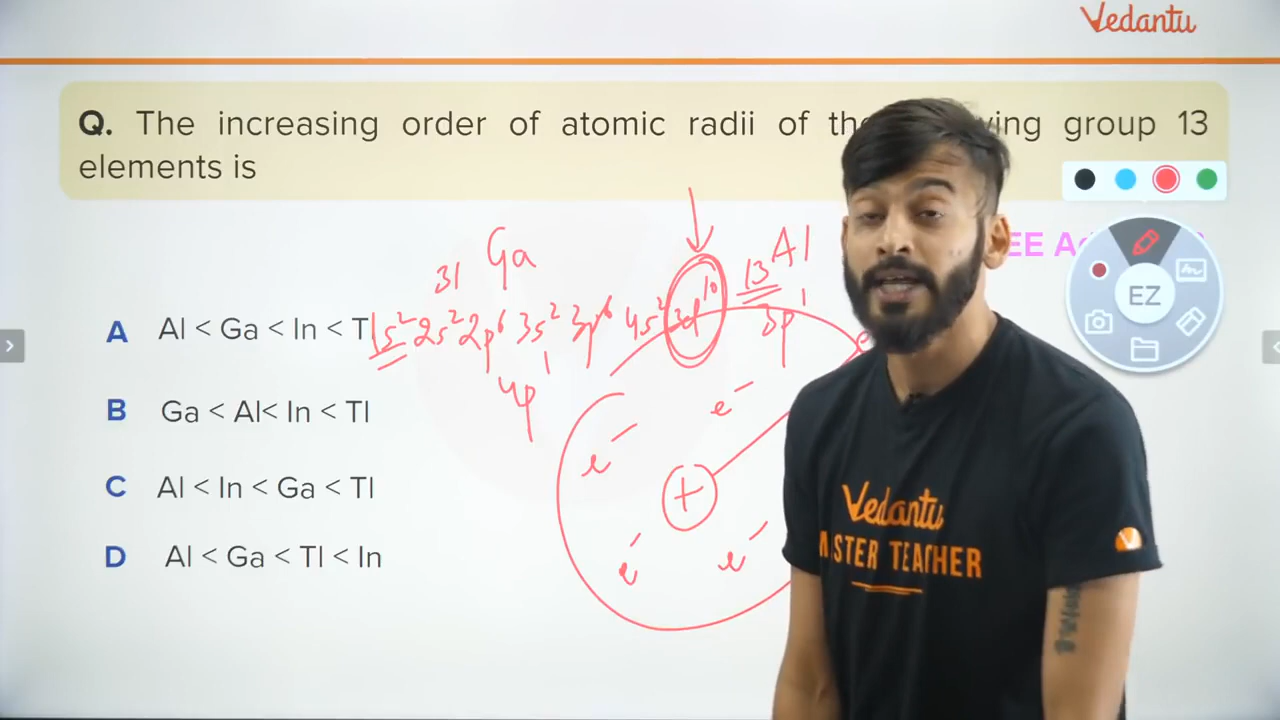 Vedantu
Q. The increasing order of atomic radii of group 13
elements is
Ga
31
Al
13
1s² 2s² 2p⁶ 3s² 3p⁶ 4s² 3d¹⁰
3p¹
4p¹
A Al < Ga < In < T
B Ga < Al< In < Tl
C Al < In < Ga < Tl
D Al < Ga < Tl < In
e⁻
e⁻
+
e⁻
e⁻
EZ
Vedantu
MASTER TEACHER